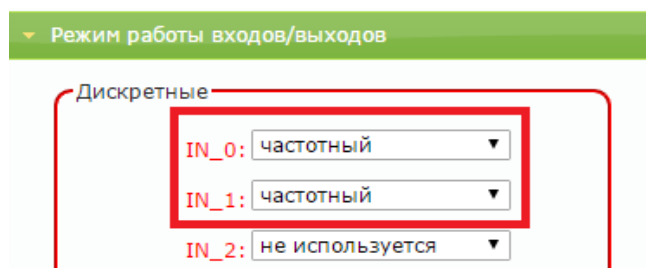 Режим работы входов/выходов
Дискретные
IN_0: частотный
IN_1: частотный
IN_2: не используется